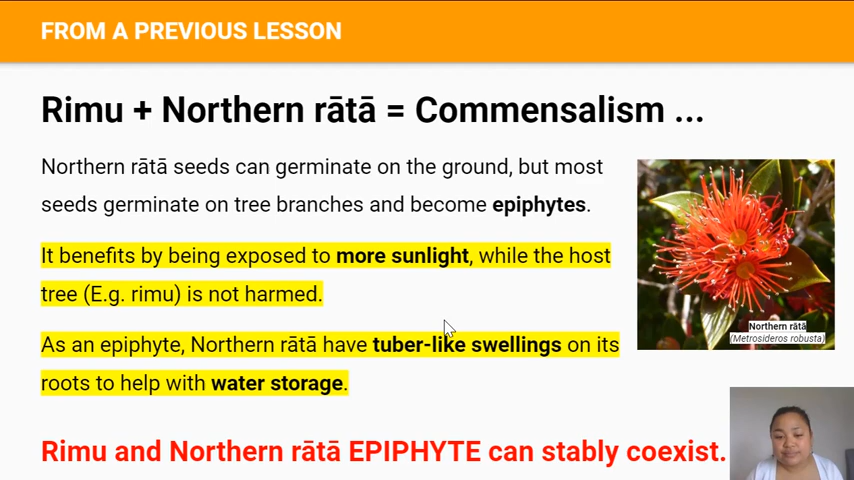 FROM A PREVIOUS LESSON
Rimu + Northern rātā = Commensalism ...
Northern rātā seeds can germinate on the ground, but most
seeds germinate on tree branches and become epiphytes.
It benefits by being exposed to more sunlight, while the host
tree (E.g. rimu) is not harmed.
As an epiphyte, Northern rātā have tuber-like swellings on its
roots to help with water storage.
Northern rātā
(Metrosideros robusta)
Rimu and Northern rātā EPIPHYTE can stably coexist.